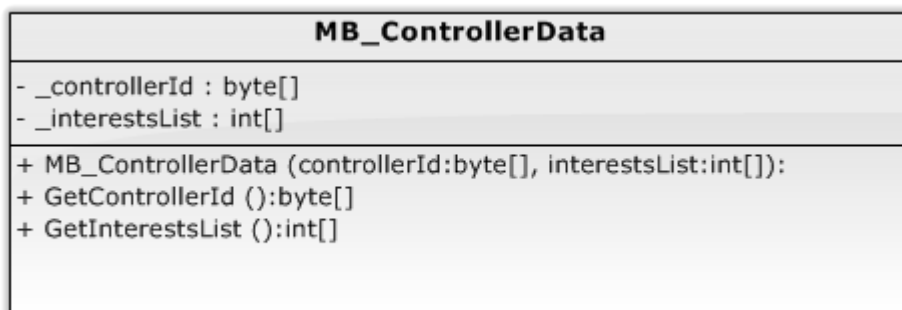 MB_ControllerData
- _controllerId : byte[]
- _interestsList : int[]
+ MB_ControllerData (controllerId:byte[], interestsList:int[]):
+ GetControllerId ():byte[]
+ GetInterestsList ():int[]